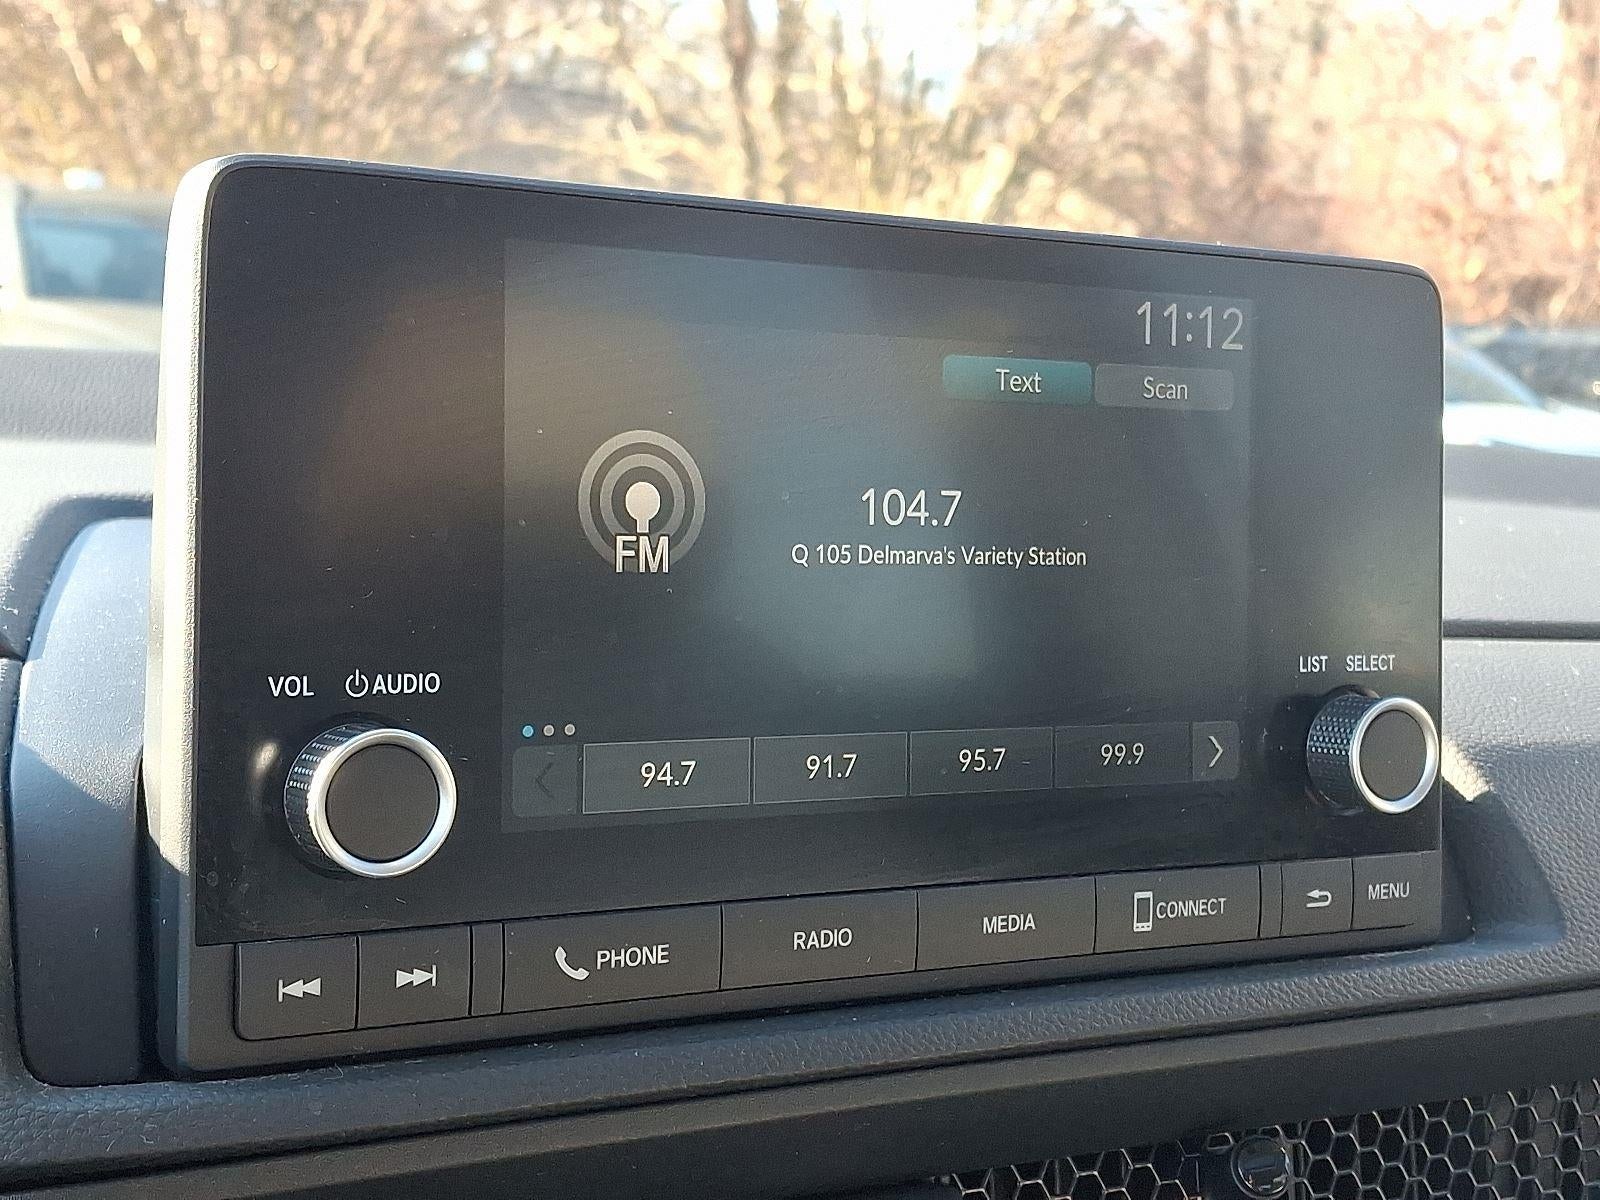 11:12
Text Scan
FM
104.7
Q 105 Delmarva's Variety Station
LIST SELECT
VOL AUDIO
94.7 91.7 95.7 99.9
PHONE RADIO MEDIA CONNECT MENU